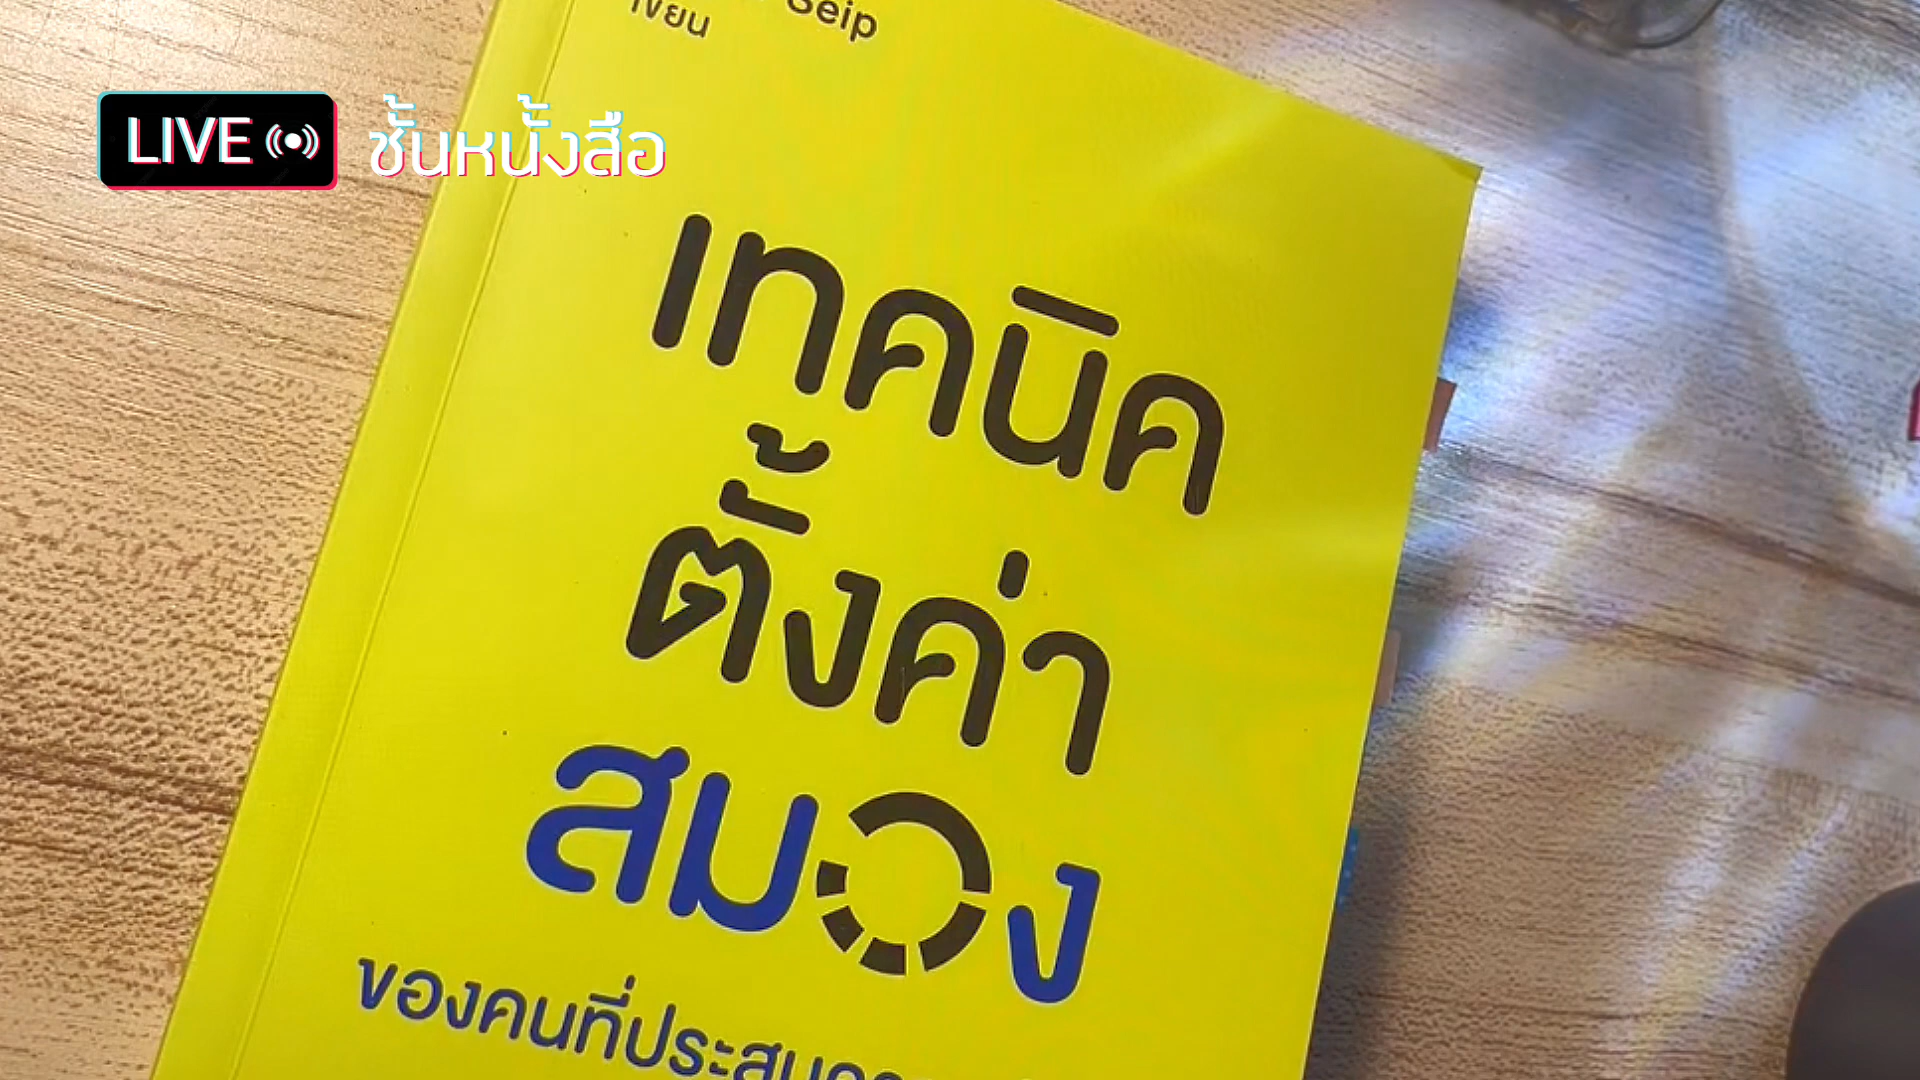 Seip
เขียน
LIVE ชั้นหนังสือ
เทคนิค
ตั้งค่า
สมอง
ของคนที่ประสบ